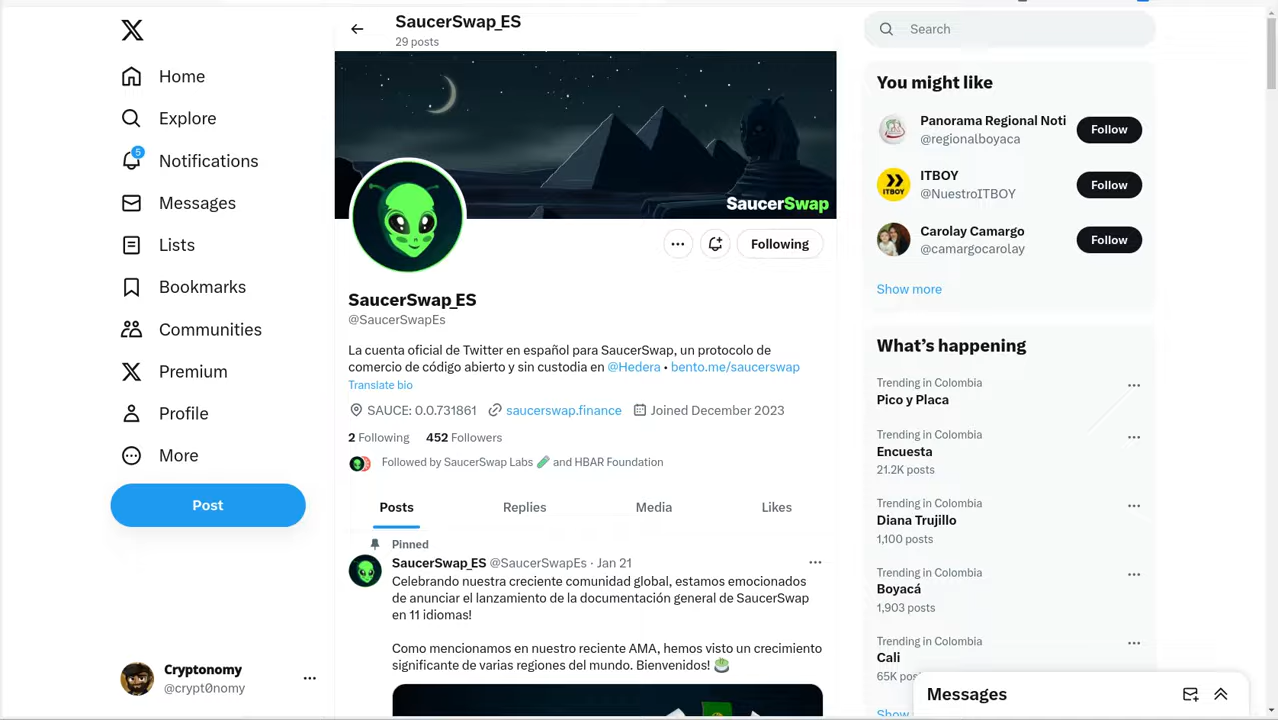 Home
Explore
5
Notifications
Messages
Lists
Bookmarks
Communities
Premium
Profile
More
Post
Cryptonomy
@crypt0nomy
SaucerSwap_ES
29 posts
SaucerSwap
Following
SaucerSwap_ES
@SaucerSwapEs
La cuenta oficial de Twitter en español para SaucerSwap, un protocolo de
comercio de código abierto y sin custodia en @Hedera • bento.me/saucerswap
Translate bio
SAUCE: 0.0.731861 saucerswap.finance Joined December 2023
2 Following 452 Followers
Followed by SaucerSwap Labs and HBAR Foundation
Posts Replies Media Likes
Pinned
SaucerSwap_ES @SaucerSwapEs · Jan 21
Celebrando nuestra creciente comunidad global, estamos emocionados
de anunciar el lanzamiento de la documentación general de SaucerSwap
en 11 idiomas!
Como mencionamos en nuestro reciente AMA, hemos visto un crecimiento
significante de varias regiones del mundo. Bienvenidos!
Search
You might like
Panorama Regional Noti
@regionalboyaca
Follow
ITBOY
ITBOY
@NuestroITBOY
Follow
Carolay Camargo
@camargocarolay
Follow
Show more
What's happening
Trending in Colombia
Pico y Placa
Trending in Colombia
Encuesta
21.2K posts
Trending in Colombia
Diana Trujillo
1,100 posts
Trending in Colombia
Boyacá
1,903 posts
Trending in Colombia
Cali
65K
Show
Messages